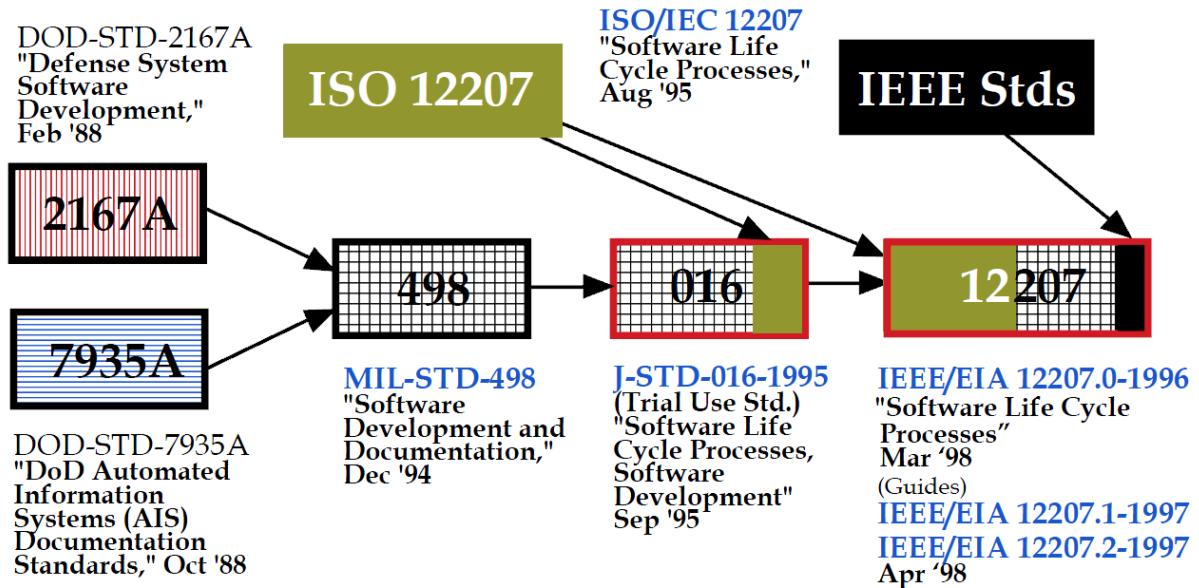 DOD-STD-2167A
"Defense System
Software
Development,"
Feb '88
ISO 12207
ISO/IEC 12207
"Software Life
Cycle Processes,"
Aug '95
IEEE Stds
2167A
7935A
498
016
12207
DOD-STD-7935A
"DoD Automated
Information
Systems (AIS)
Documentation
Standards," Oct '88
MIL-STD-498
"Software
Development and
Documentation,"
Dec '94
J-STD-016-1995
(Trial Use Std.)
"Software Life
Cycle Processes,
Software
Development"
Sep '95
IEEE/EIA 12207.0-1996
"Software Life Cycle
Processes”
Mar ‘98
(Guides)
IEEE/EIA 12207.1-1997
IEEE/EIA 12207.2-1997
Apr ‘98